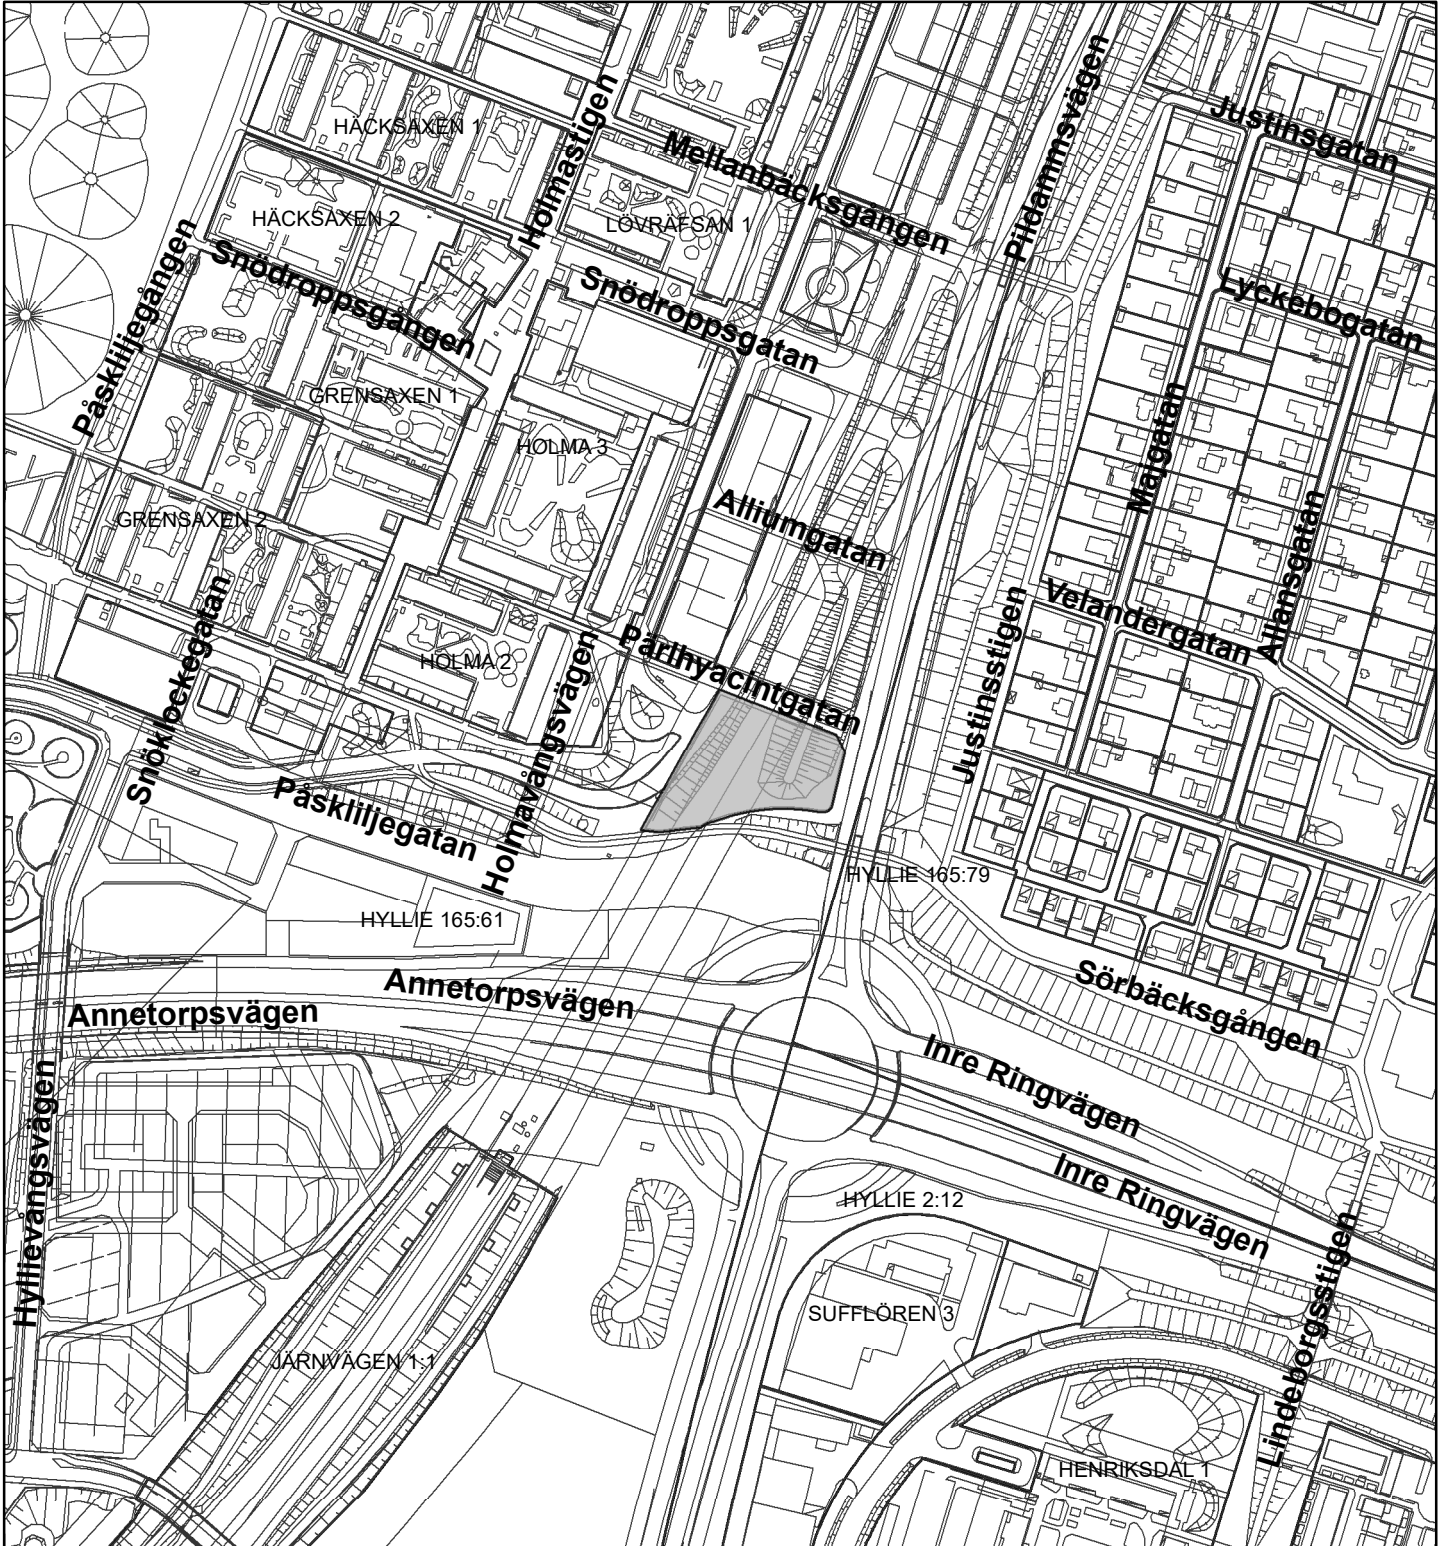 HÄCKSAXEN 1
Holmastigen
Mellanbäcksgången
Pildammsvägen
Justinsgatan
HÄCKSAXEN 2
LÖVRÄFSAN 1
Påskliljegången
Snödroppsgången
Snödroppsgatan
Lyckebogatan
GRENSAXEN 1
HOLMA 3
Majgatan
GRENSAXEN 2
Alliumgatan
Allansgatan
Snöklockegatan
HOLMA 2
Holmavångsvägen
Pärlhyacintgatan
Justinsstigen
Velandergatan
Påskliljegatan
HYLLIE 165:79
HYLLIE 165:61
Annetorpsvägen
Annetorpsvägen
Sörbäcksgången
Inre Ringvägen
Hyllievångsvägen
Inre Ringvägen
HYLLIE 2:12
SUFFLÖREN 3
Lindeborgsstigen
JÄRNVÄGEN 1:1
HENRIKSDAL 1